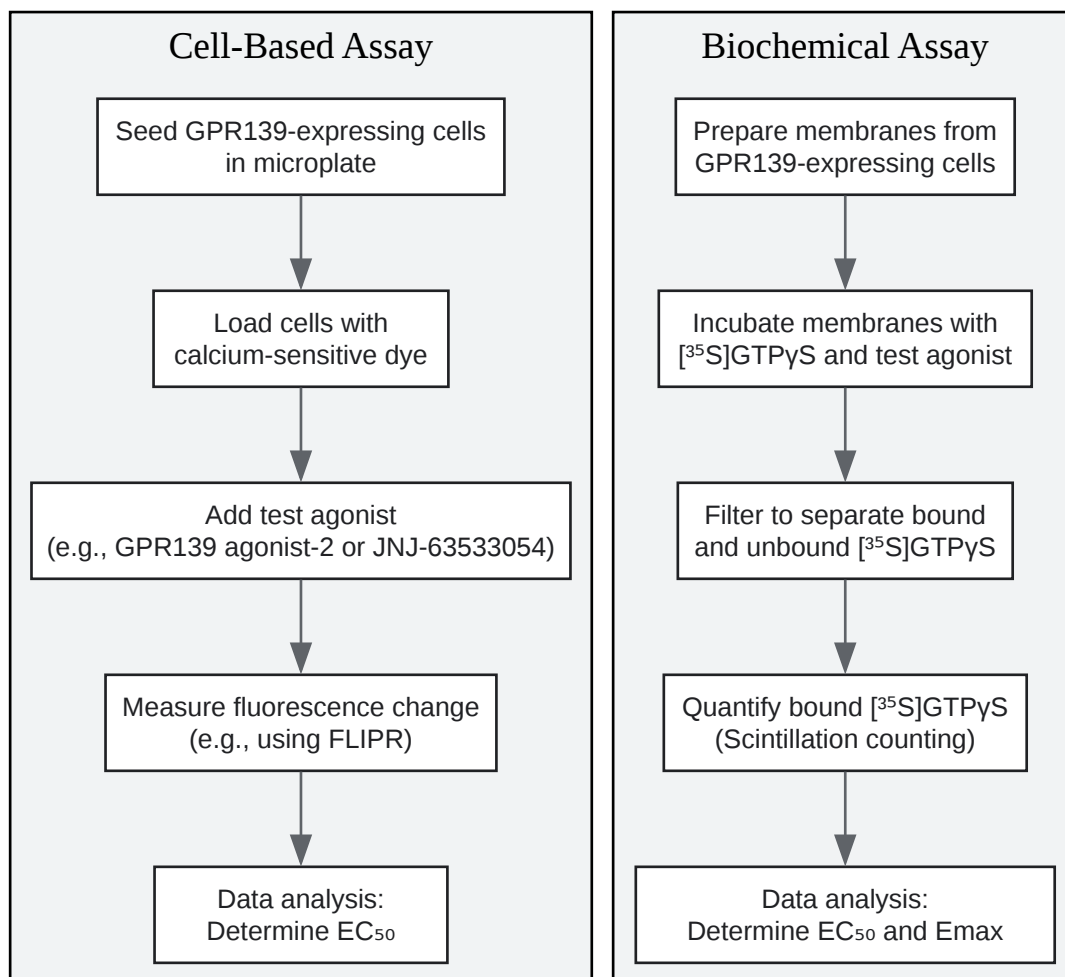 Cell-Based Assay
Seed GPR139-expressing cells
in microplate
Load cells with
calcium-sensitive dye
Add test agonist
(e.g., GPR139 agonist-2 or JNJ-63533054)
Measure fluorescence change
(e.g., using FLIPR)
Data analysis:
Determine EC₅₀
Biochemical Assay
Prepare membranes from
GPR139-expressing cells
Incubate membranes with
[³⁵S]GTPγS and test agonist
Filter to separate bound
and unbound [³⁵S]GTPγS
Quantify bound [³⁵S]GTPγS
(Scintillation counting)
Data analysis:
Determine EC₅₀ and Emax